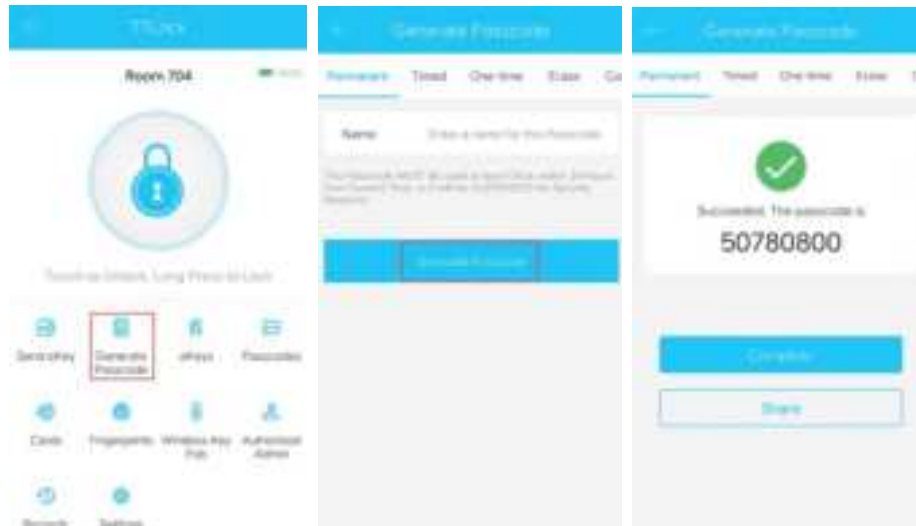 TTLock
Room 704
Touch to Unlock, Long Press to Lock
Send eKey
Generate
Passcode
eKeys
Passcodes
Cards
Fingerprints
Wireless Key
Fob
Authorized
Admin
Records
Settings
Generate Passcode
Permanent Timed One-time Erase
Name
Enter a name for this Passcode
Generate Passcode
Generate Passcode
Permanent Timed One-time Erase
Succeeded. The passcode is
50780800
Complete
Share